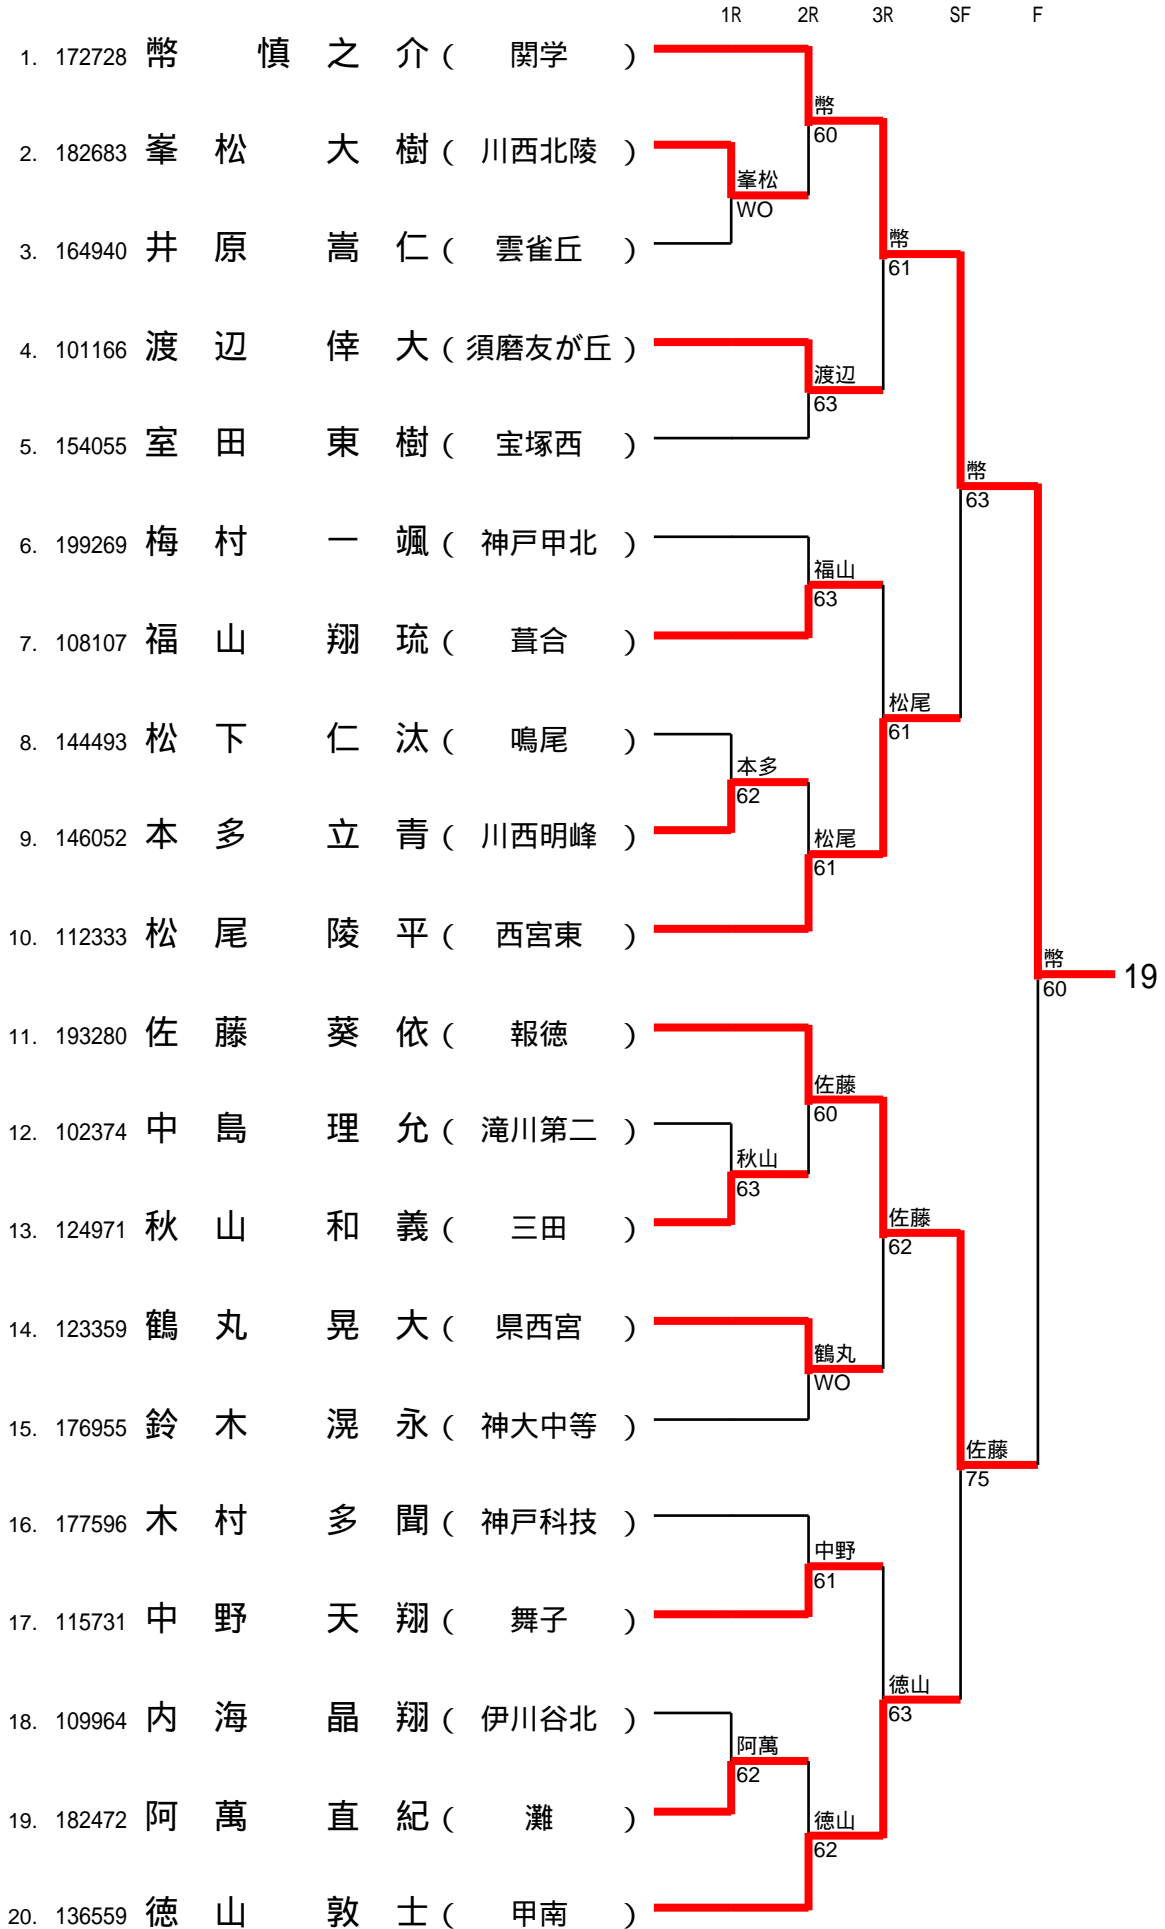 1R 2R 3R SF F
1. 172728 幣 慎之介 ( 関学 )
幣
60
2. 182683 峯松 大樹 ( 川西北陵 )
峯松
WO
3. 164940 井原 嵩仁 ( 雲雀丘 )
幣
61
4. 101166 渡辺 倖大 ( 須磨友が丘 )
渡辺
63
5. 154055 室田 東樹 ( 宝塚西 )
幣
63
6. 199269 梅村 一颯 ( 神戸甲北 )
福山
63
7. 108107 福山 翔琉 ( 葺合 )
松尾
61
8. 144493 松下 仁汰 ( 鳴尾 )
本多
62
9. 146052 本多 立青 ( 川西明峰 )
松尾
61
10. 112333 松尾 陵平 ( 西宮東 )
幣
60
19
11. 193280 佐藤 葵依 ( 報徳 )
佐藤
60
12. 102374 中島 理允 ( 滝川第二 )
秋山
63
13. 124971 秋山 和義 ( 三田 )
佐藤
62
14. 123359 鶴丸 晃大 ( 県西宮 )
鶴丸
WO
15. 176955 鈴木 滉永 ( 神大中等 )
佐藤
75
16. 177596 木村 多聞 ( 神戸科技 )
中野
61
17. 115731 中野 天翔 ( 舞子 )
徳山
63
18. 109964 内海 晶翔 ( 伊川谷北 )
阿萬
62
19. 182472 阿萬 直紀 ( 灘 )
徳山
62
20. 136559 徳山 敦士 ( 甲南 )